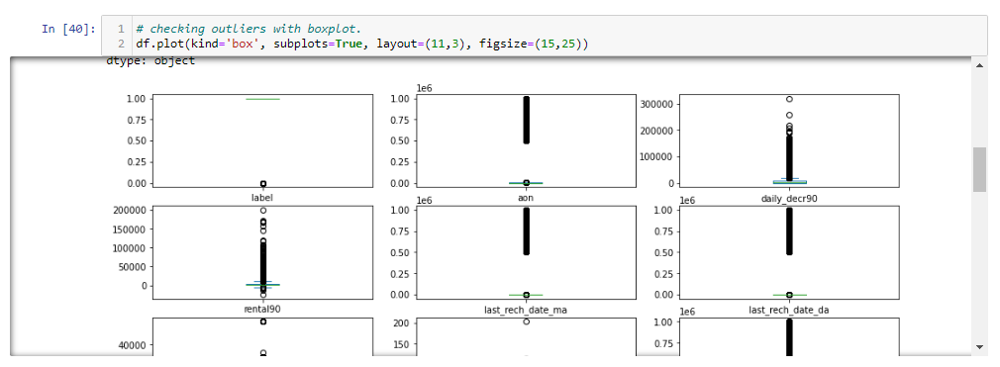 In [40]:
1 # checking outliers with boxplot.
2 df.plot(kind='box', subplots=True, layout=(11,3), figsize=(15,25))
dtype: object
1e6
1.00
0.75
0.50
0.25
0.00
label
1.00
0.75
0.50
0.25
0.00
aon
300000
200000
100000
0
daily_decr90
1e6
1e6
200000
150000
100000
50000
0
rental90
1.00
0.75
0.50
0.25
0.00
last_rech_date_ma
1.00
0.75
0.50
0.25
0.00
last_rech_date_da
1e6
40000
200
150
1.00
0.75